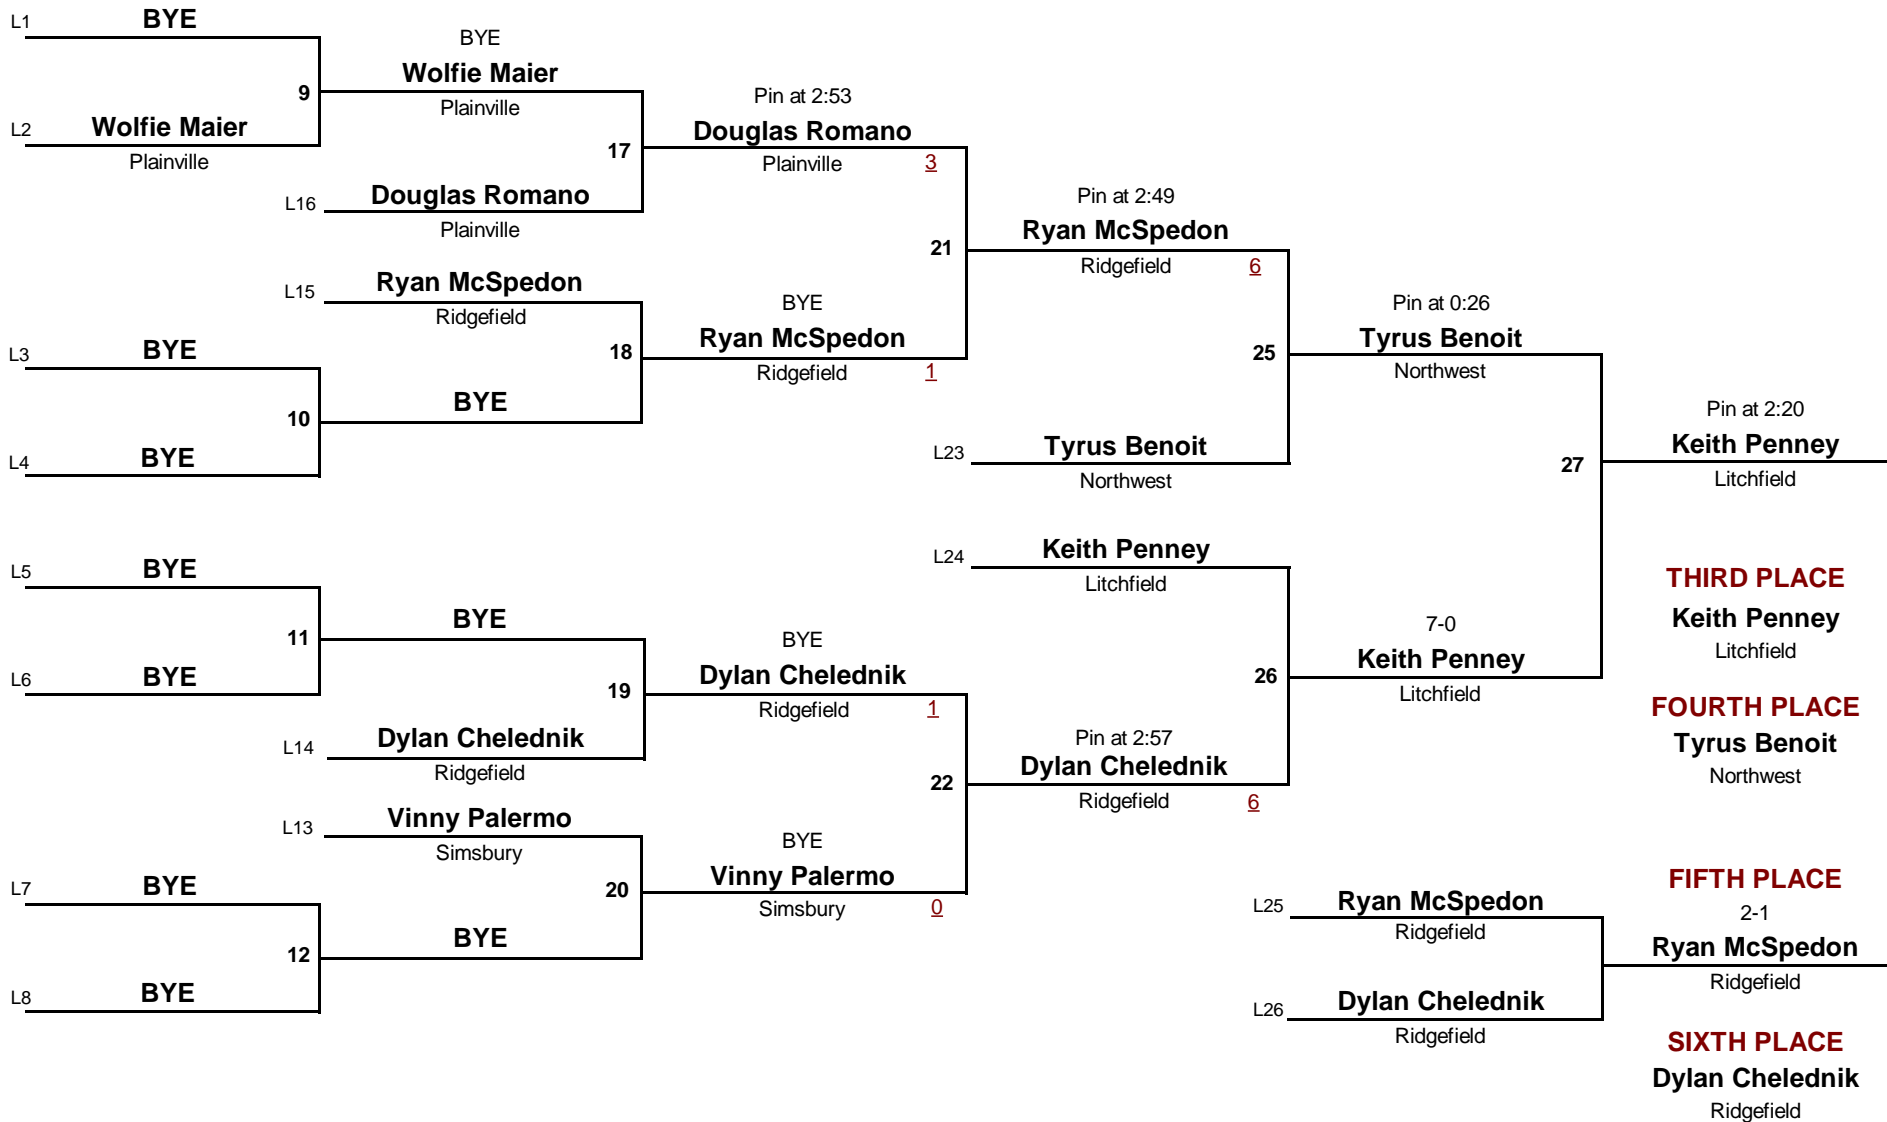 L1 BYE
9
L2 Wolfie Maier
Plainville
BYE
Wolfie Maier
Plainville
17
L16 Douglas Romano
Plainville
Pin at 2:53
Douglas Romano
Plainville 3
21
L15 Ryan McSpedon
Ridgefield
18
L3 BYE
10
L4 BYE
BYE
BYE
Ryan McSpedon
Ridgefield 1
Pin at 2:49
Ryan McSpedon
Ridgefield 6
25
L23 Tyrus Benoit
Northwest
Pin at 0:26
Tyrus Benoit
Northwest
27
Pin at 2:20
Keith Penney
Litchfield
L5 BYE
11
L6 BYE
BYE
19
L14 Dylan Chelednik
Ridgefield
BYE
Dylan Chelednik
Ridgefield 1
22
L13 Vinny Palermo
Simsbury
20
L7 BYE
12
L8 BYE
BYE
BYE
Vinny Palermo
Simsbury 0
L24 Keith Penney
Litchfield
26
Pin at 2:57
Dylan Chelednik
Ridgefield 6
7-0
Keith Penney
Litchfield
THIRD PLACE
Keith Penney
Litchfield
FOURTH PLACE
Tyrus Benoit
Northwest
L25 Ryan McSpedon
Ridgefield
L26 Dylan Chelednik
Ridgefield
FIFTH PLACE
2-1
Ryan McSpedon
Ridgefield
SIXTH PLACE
Dylan Chelednik
Ridgefield